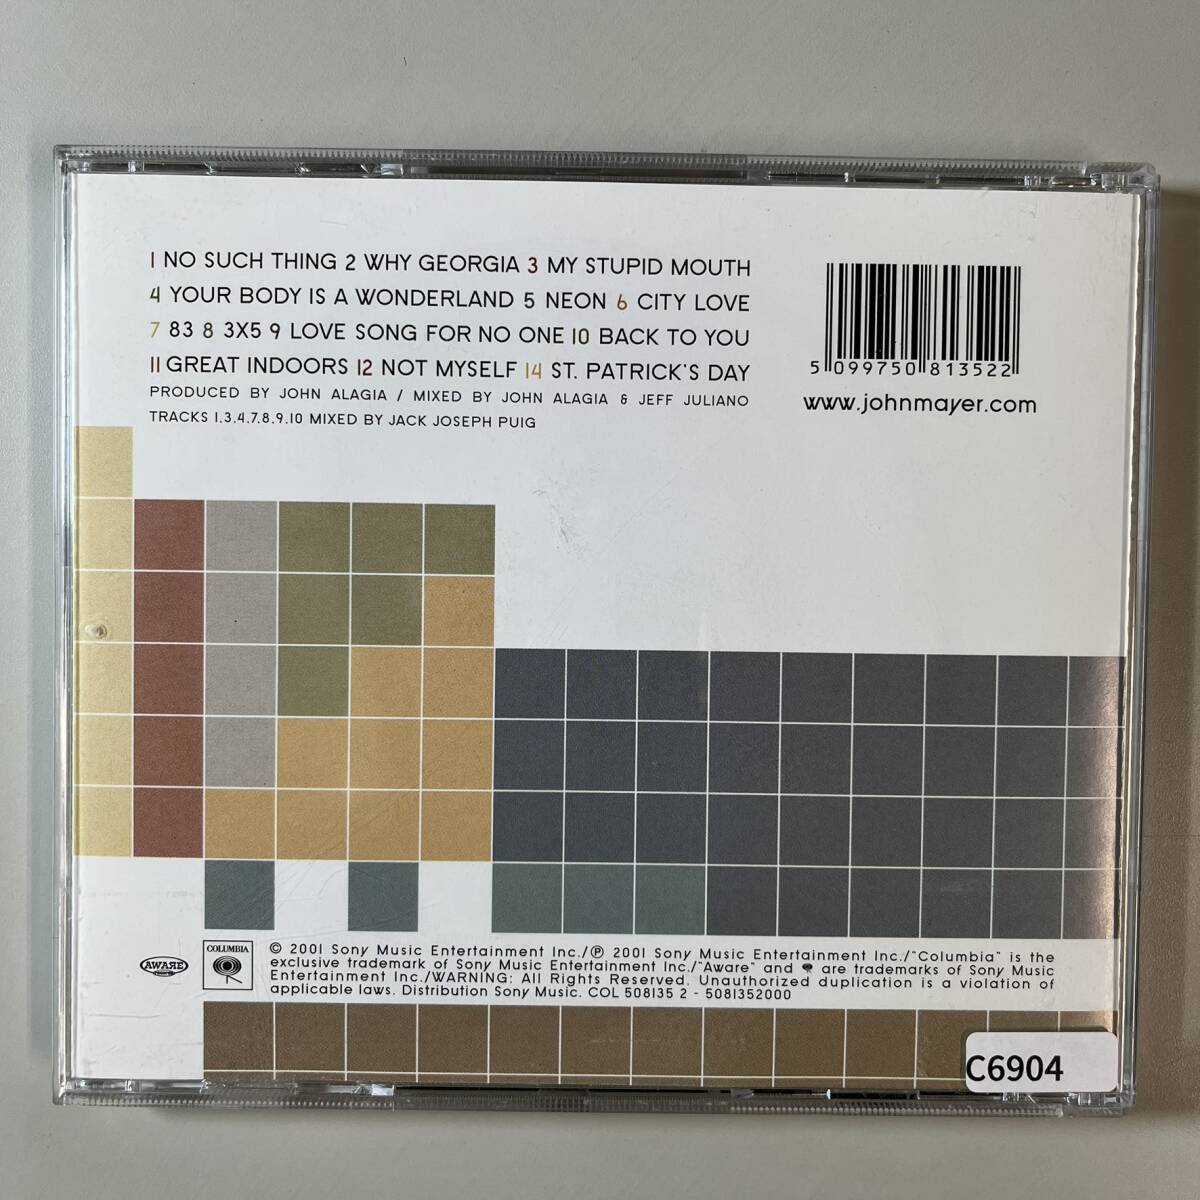 1 NO SUCH THING 2 WHY GEORGIA 3 MY STUPID MOUTH
4 YOUR BODY IS A WONDERLAND 5 NEON 6 CITY LOVE
7 83 8 3X5 9 LOVE SONG FOR NO ONE 10 BACK TO YOU
11 GREAT INDOORS 12 NOT MYSELF 14 ST. PATRICK'S DAY
PRODUCED BY JOHN ALAGIA / MIXED BY JOHN ALAGIA & JEFF JULIANO
TRACKS 1.3.4.7.8.9.10 MIXED BY JACK JOSEPH PUIG
5 099750 813522
www.johnmayer.com
AWARE
COLUMBIA
© 2001 Sony Music Entertainment Inc./℗ 2001 Sony Music Entertainment Inc./"Columbia" is the
exclusive trademark of Sony Music Entertainment Inc./"Aware" and are trademarks of Sony Music
Entertainment Inc./WARNING: All Rights Reserved. Unauthorized duplication is a violation of
applicable laws. Distribution Sony Music. COL 508135 2 - 5081352000
C6904